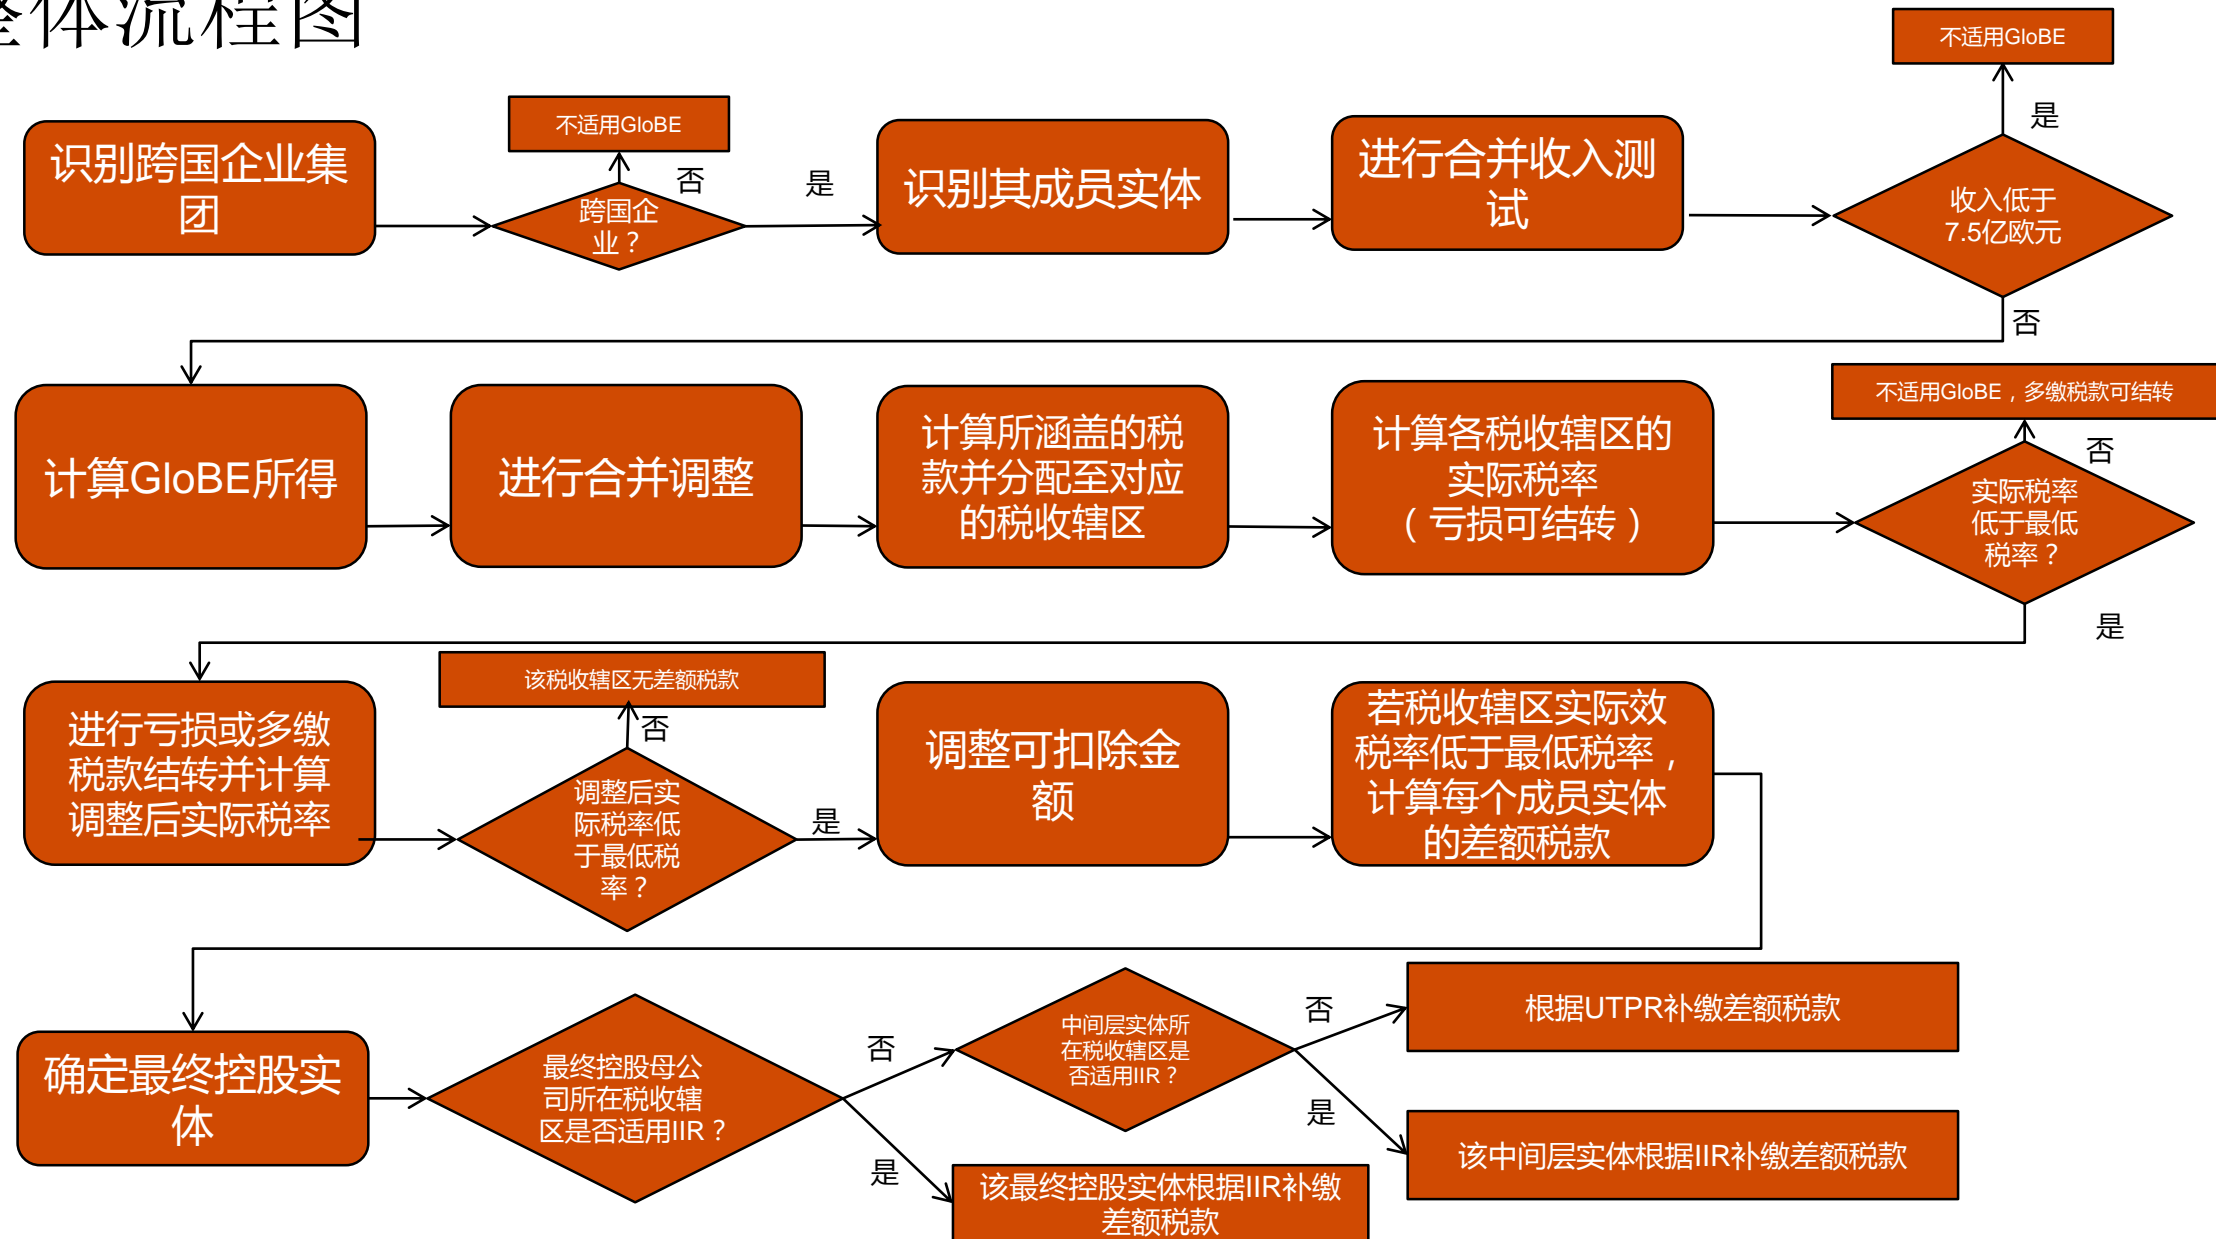 整体流程图
不适用GloBE
是
不适用GloBE
识别跨国企业集
团
否
跨国企
业？
是
识别其成员实体
进行合并收入测
试
收入低于
7.5亿欧元
否
计算GloBE所得
进行合并调整
计算所涵盖的税
款并分配至对应
的税收辖区
计算各税收辖区的
实际税率
（亏损可结转）
不适用GloBE，多缴税款可结转
否
实际税率
低于最低
税率？
是
进行亏损或多缴
税款结转并计算
调整后实际税率
该税收辖区无差额税款
否
调整后实
际税率低
于最低税
率？
是
调整可扣除金
额
若税收辖区实际效
税率低于最低税率，
计算每个成员实体
的差额税款
确定最终控股实
体
最终控股母公
司所在税收辖
区是否适用IIR？
否
是
中间层实体所
在税收辖区是
否适用IIR？
否
是
根据UTPR补缴差额税款
该中间层实体根据IIR补缴差额税款
该最终控股实体根据IIR补缴
差额税款